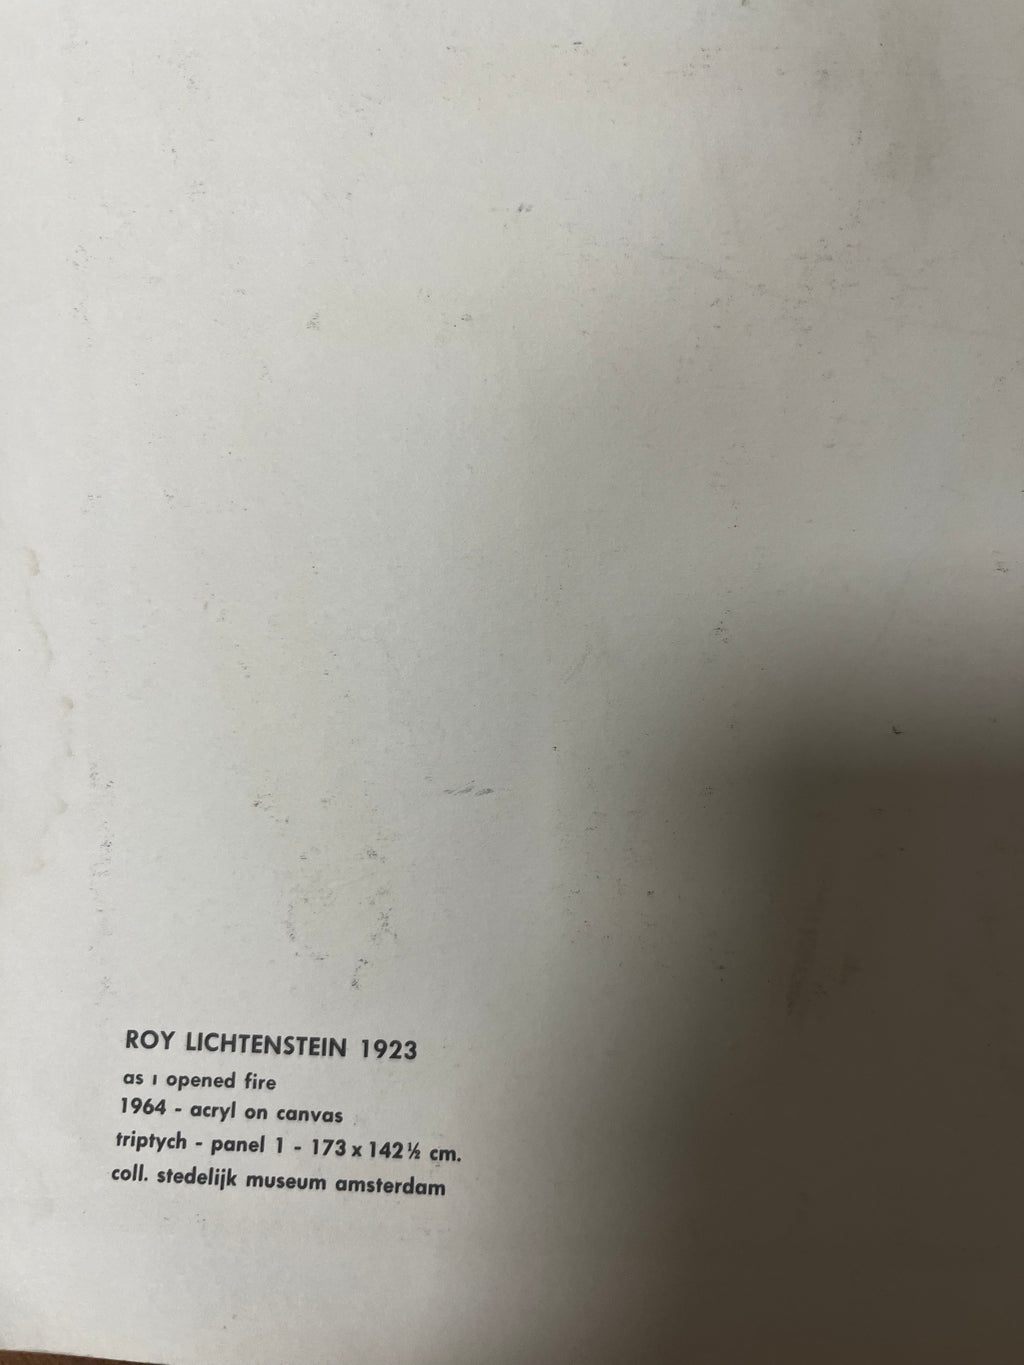 ROY LICHTENSTEIN 1923
as ı opened fire
1964 - acryl on canvas
triptych - panel 1 - 173 x 142½ cm.
coll. stedelijk museum amsterdam